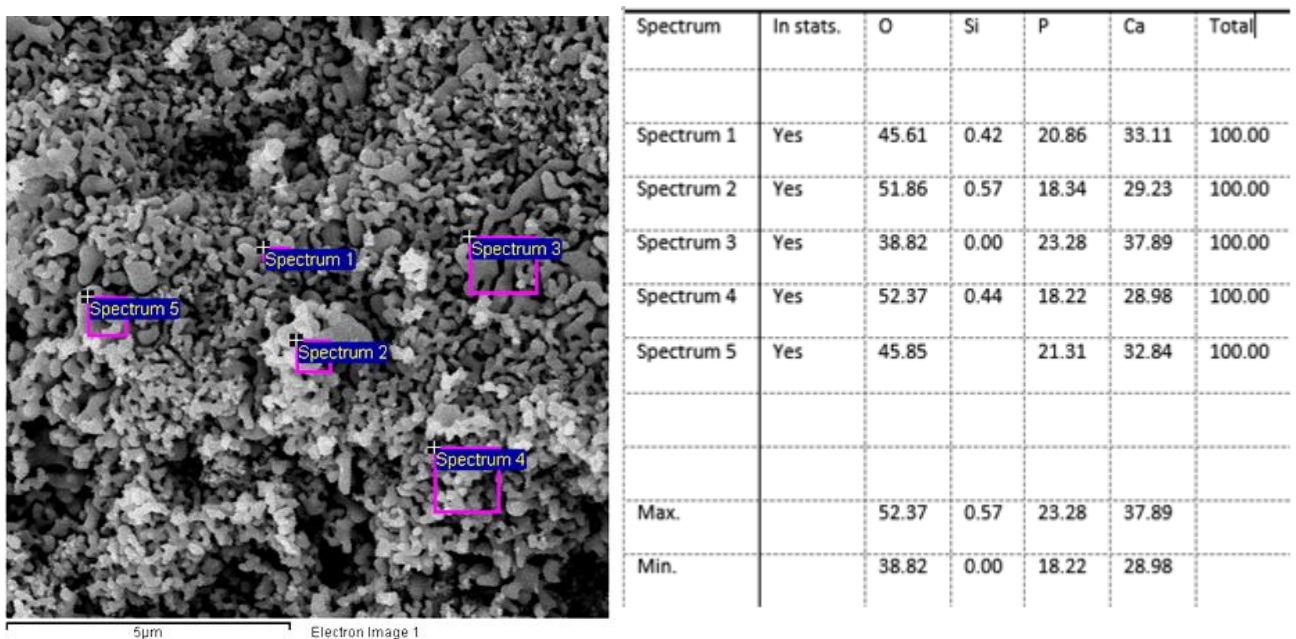 Spectrum 1
Spectrum 3
Spectrum 5
Spectrum 2
Spectrum 4
5µm Electron Image 1
Spectrum In stats. O Si P Ca Total
Spectrum 1 Yes 45.61 0.42 20.86 33.11 100.00
Spectrum 2 Yes 51.86 0.57 18.34 29.23 100.00
Spectrum 3 Yes 38.82 0.00 23.28 37.89 100.00
Spectrum 4 Yes 52.37 0.44 18.22 28.98 100.00
Spectrum 5 Yes 45.85 21.31 32.84 100.00
Max. 52.37 0.57 23.28 37.89
Min. 38.82 0.00 18.22 28.98